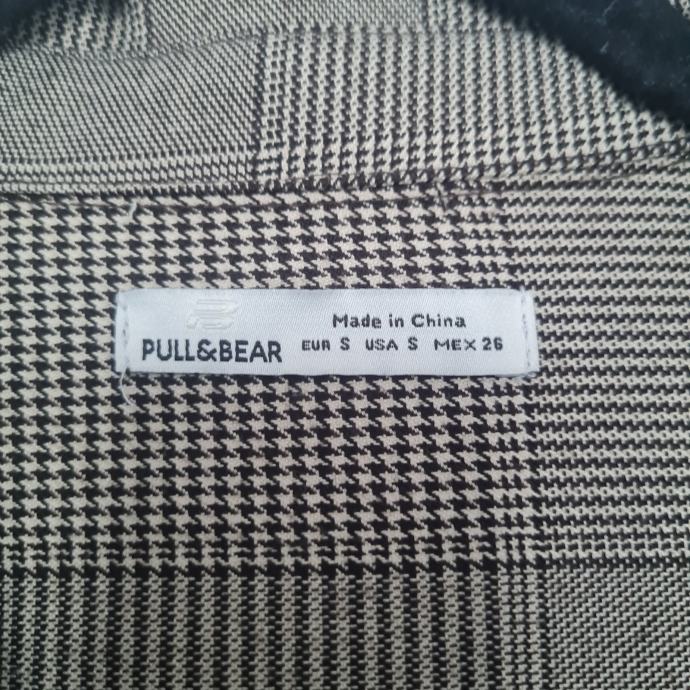 PULL&BEAR
Made in China
EUR S USA S MEX 26